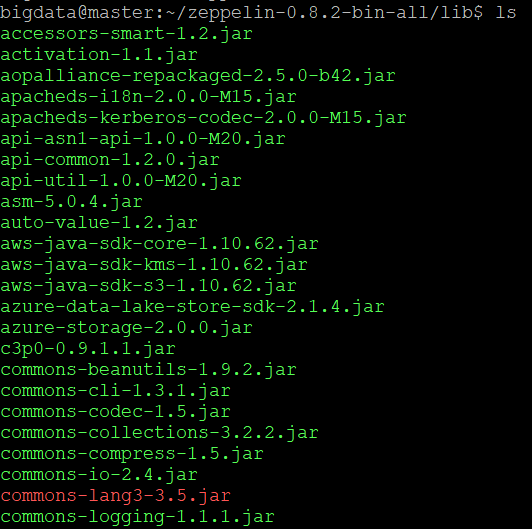 bigdata@master:~/zeppelin-0.8.2-bin-all/lib$ ls
accessors-smart-1.2.jar
activation-1.1.jar
aopalliance-repackaged-2.5.0-b42.jar
apacheds-i18n-2.0.0-M15.jar
apacheds-kerberos-codec-2.0.0-M15.jar
api-asn1-api-1.0.0-M20.jar
api-common-1.2.0.jar
api-util-1.0.0-M20.jar
asm-5.0.4.jar
auto-value-1.2.jar
aws-java-sdk-core-1.10.62.jar
aws-java-sdk-kms-1.10.62.jar
aws-java-sdk-s3-1.10.62.jar
azure-data-lake-store-sdk-2.1.4.jar
azure-storage-2.0.0.jar
c3p0-0.9.1.1.jar
commons-beanutils-1.9.2.jar
commons-cli-1.3.1.jar
commons-codec-1.5.jar
commons-collections-3.2.2.jar
commons-compress-1.5.jar
commons-io-2.4.jar
commons-lang3-3.5.jar
commons-logging-1.1.1.jar